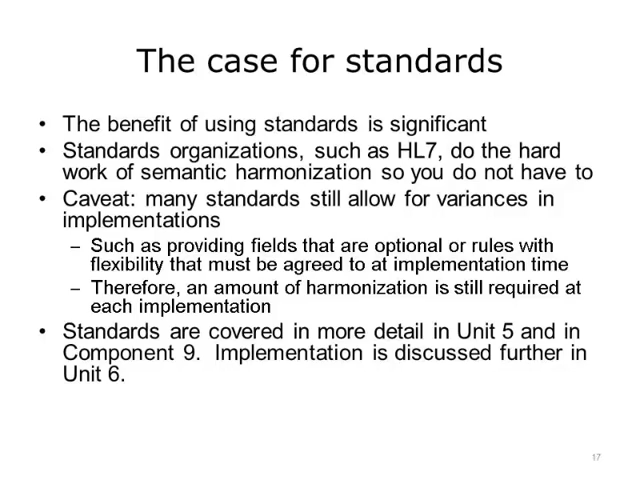 The case for standards
• The benefit of using standards is significant
• Standards organizations, such as HL7, do the hard
work of semantic harmonization so you do not have to
• Caveat: many standards still allow for variances in
implementations
– Such as providing fields that are optional or rules with
flexibility that must be agreed to at implementation time
– Therefore, an amount of harmonization is still required at
each implementation
• Standards are covered in more detail in Unit 5 and in
Component 9.  Implementation is discussed further in
Unit 6.
17